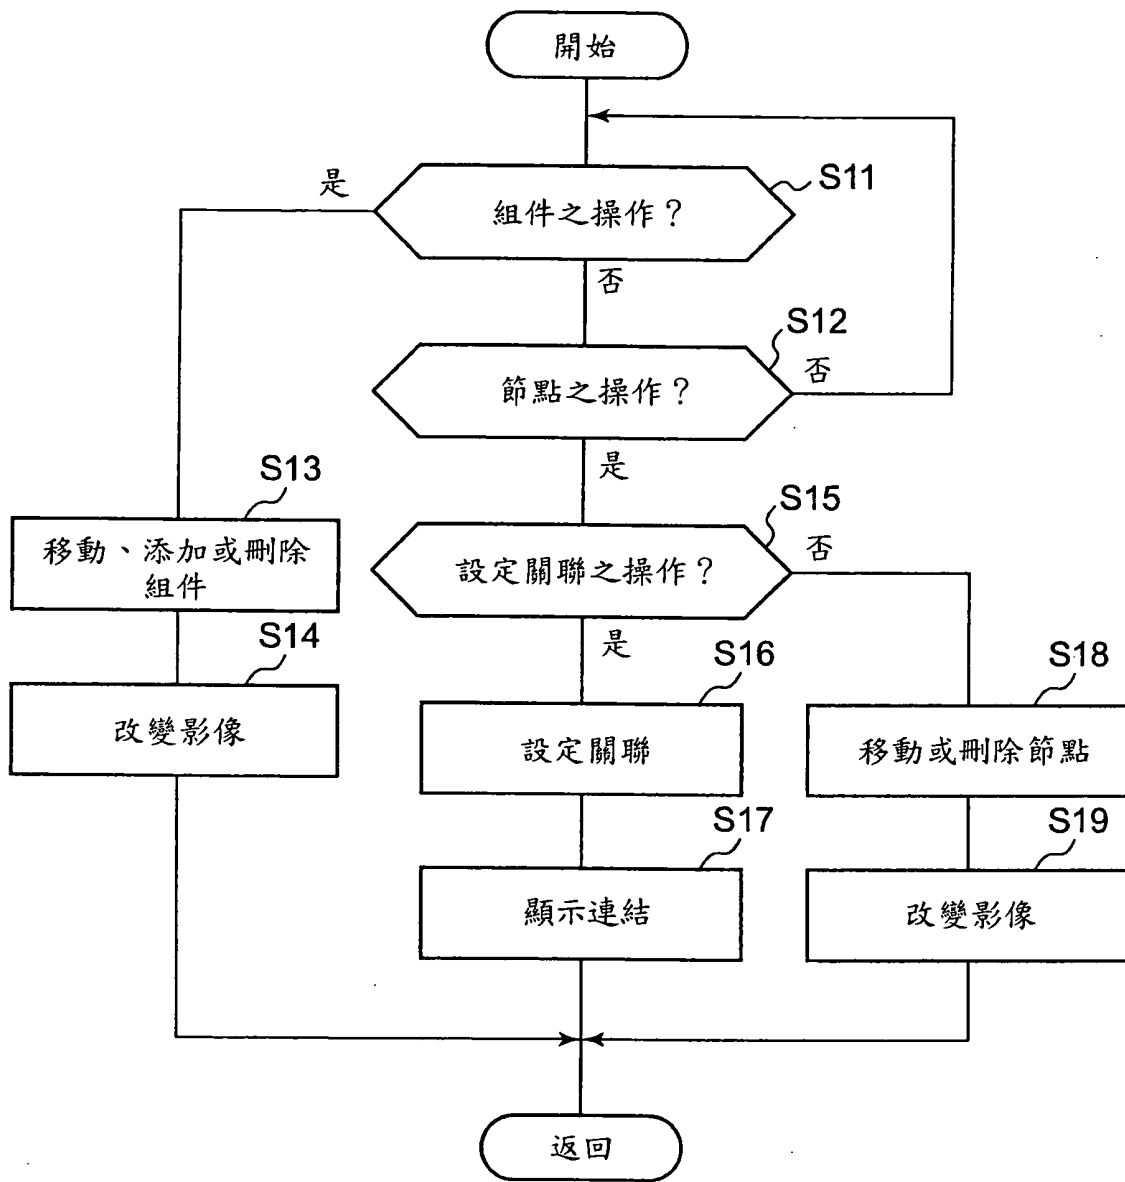 開始
是
組件之操作？
S11
否
S12
節點之操作？
否
是
S13
S15
移動、添加或刪除
組件
設定關聯之操作？
否
S14
是
S16
S18
改變影像
設定關聯
移動或刪除節點
S17
S19
顯示連結
改變影像
返回